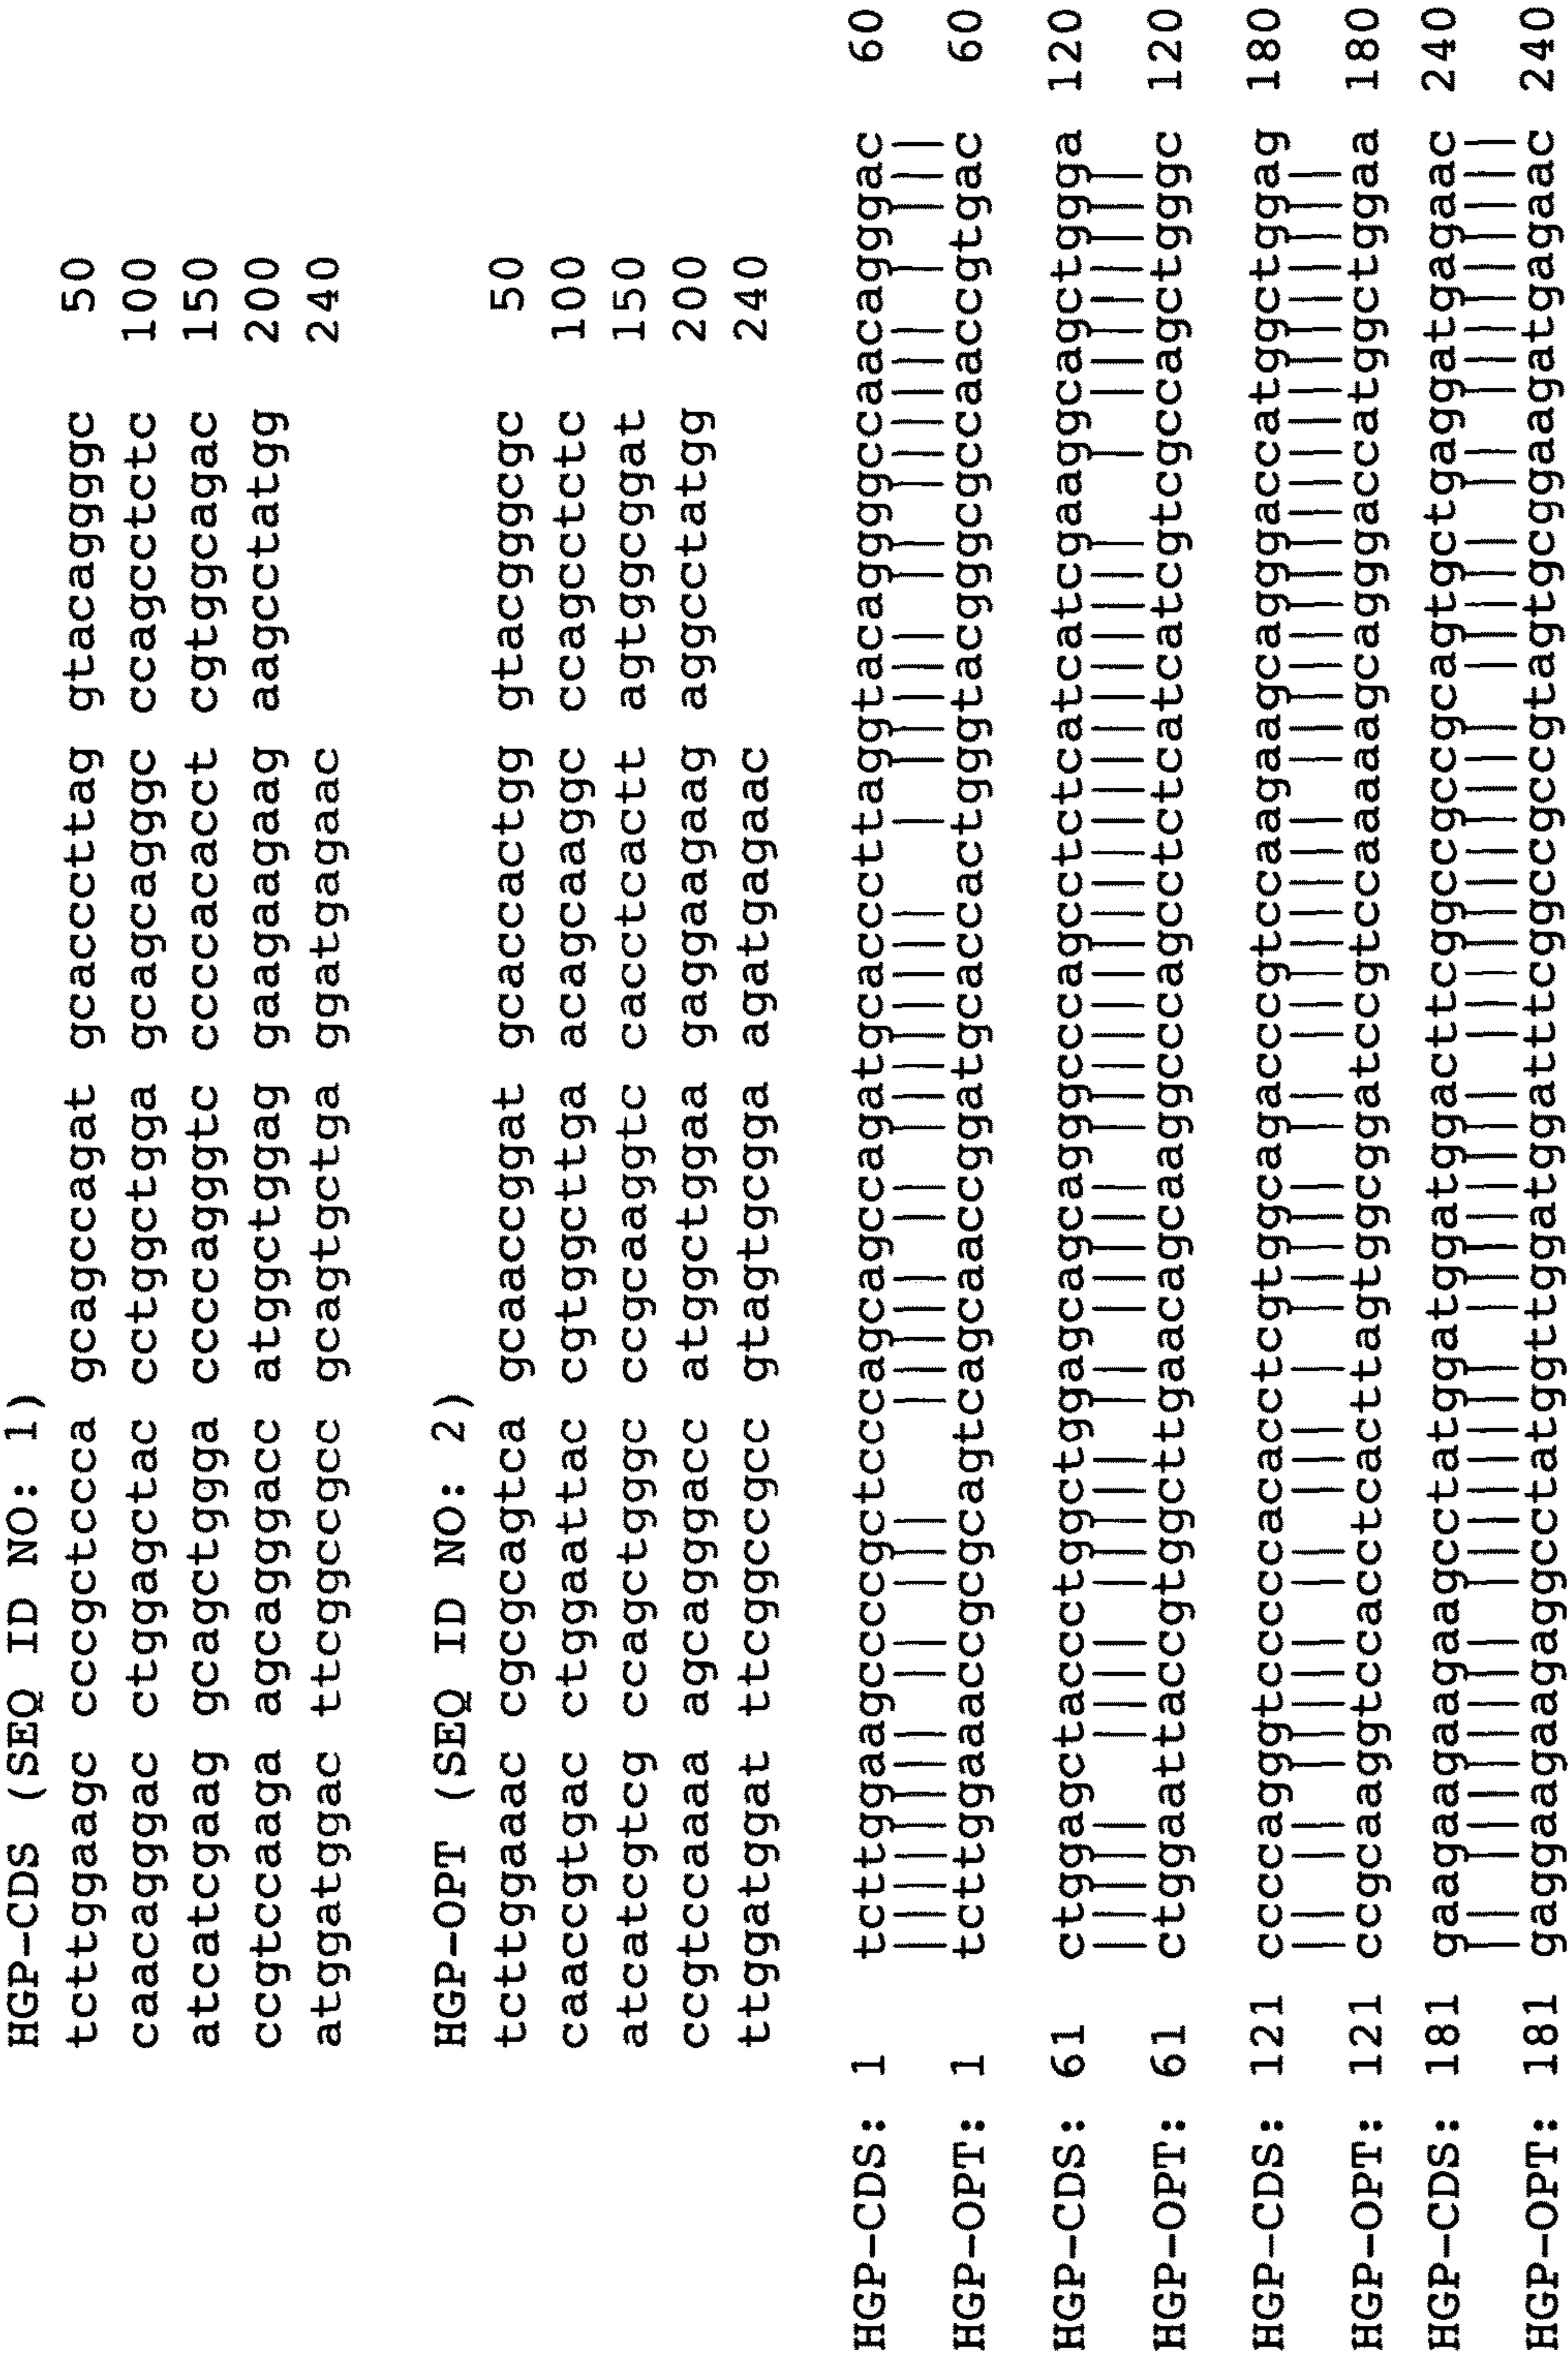 HGP-CDS (SEQ ID NO: 1)
tcttggaagc cccgctccca gcagccagat gcacccttag gtacaggggc 50
caacagggac ctggagctac cctggctgga gcagcagggc ccagcctctc 100
atcatcgaag gcagctggga ccccagggtc ccccacacct cgtggcagac 150
ccgtccaaga agcagggacc atggctggag gaagaagaag aagcctatgg 200
atggatggac ttcggccgcc gcagtgctga ggatgagaac 240
HGP-OPT (SEQ ID NO: 2)
tcttggaaac cgcgcagtca gcaaccggat gcaccactgg gtacgggcgc 50
caaccgtgac ctggaattac cgtggcttga acagcaaggc ccagcctctc 100
atcatcgtcg ccagctgggc ccgcaaggtc cacctcactt agtggcggat 150
ccgtccaaaa agcagggacc atggctggaa gaggaagaag aggcctatgg 200
ttggatggat ttcggccgcc gtagtgcgga agatgagaac 240
HGP-CDS: 1 tcttggaagccccgctcccagcagccagatgcacccttaggtacaggggccaacagggac 60
HGP-OPT: 1 tcttggaaaccgcgcagtcagcaaccggatgcaccactgggtacgggcgccaaccgtgac 60
HGP-CDS: 61 ctggagctaccctggctggagcagcagggcccagcctctcatcatcgaaggcagctggga 120
HGP-OPT: 61 ctggaattaccgtggcttgaacagcaaggcccagcctctcatcatcgtcgccagctgggc 120
HGP-CDS: 121 ccccagggtcccccacacctcgtggcagacccgtccaagaagcagggaccatggctggag 180
HGP-OPT: 121 ccgcaaggtccacctcacttagtggcggatccgtccaaaaagcagggaccatggctggaa 180
HGP-CDS: 181 gaagaagaagaagcctatggatggatggacttcggccgccgcagtgctgaggatgagaac 240
HGP-OPT: 181 gaggaagaagaggcctatggttggatggatttcggccgccgtagtgcggaagatgagaac 240